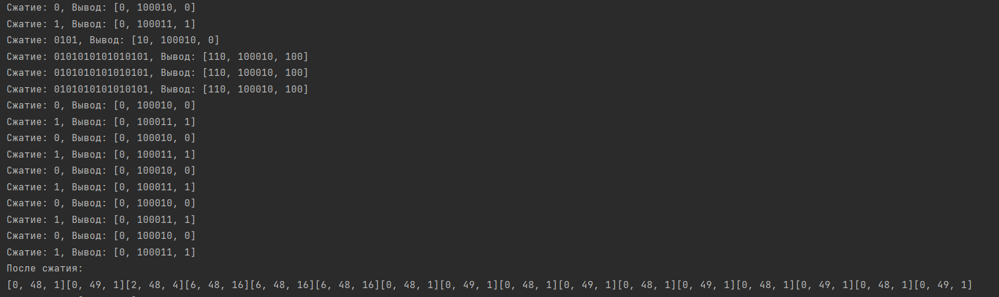 Сжатие: 0, Вывод: [0, 100010, 0]
Сжатие: 1, Вывод: [0, 100011, 1]
Сжатие: 0101, Вывод: [10, 100010, 0]
Сжатие: 0101010101010101, Вывод: [110, 100010, 100]
Сжатие: 0101010101010101, Вывод: [110, 100010, 100]
Сжатие: 0101010101010101, Вывод: [110, 100010, 100]
Сжатие: 0, Вывод: [0, 100010, 0]
Сжатие: 1, Вывод: [0, 100011, 1]
Сжатие: 0, Вывод: [0, 100010, 0]
Сжатие: 1, Вывод: [0, 100011, 1]
Сжатие: 0, Вывод: [0, 100010, 0]
Сжатие: 1, Вывод: [0, 100011, 1]
Сжатие: 0, Вывод: [0, 100010, 0]
Сжатие: 1, Вывод: [0, 100011, 1]
Сжатие: 0, Вывод: [0, 100010, 0]
Сжатие: 1, Вывод: [0, 100011, 1]
После сжатия:
[0, 48, 1][0, 49, 1][2, 48, 4][6, 48, 16][6, 48, 16][6, 48, 16][0, 48, 1][0, 49, 1][0, 48, 1][0, 49, 1][0, 48, 1][0, 49, 1][0, 48, 1][0, 49, 1][0, 48, 1][0, 49, 1]